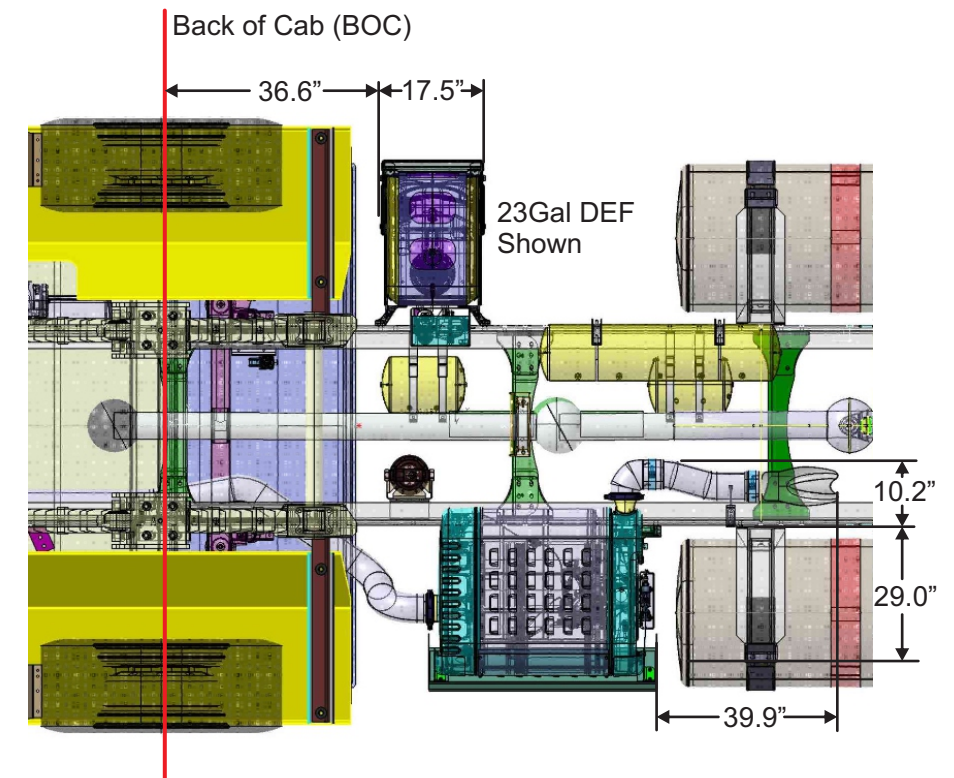 Back of Cab (BOC)
36.6”
17.5”
23Gal DEF
Shown
10.2”
29.0”
39.9”